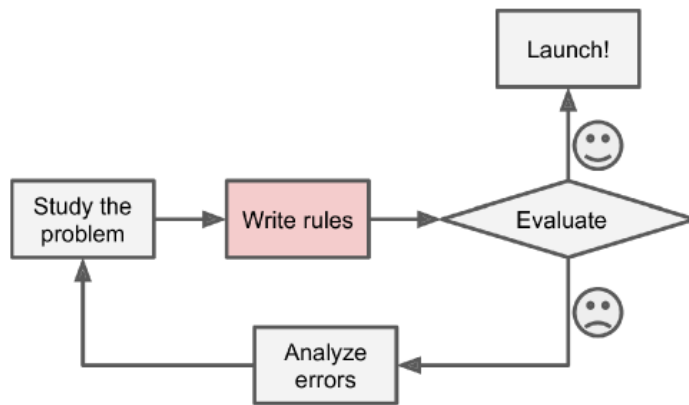 Launch!
Study the
problem
Write rules
Evaluate
Analyze
errors